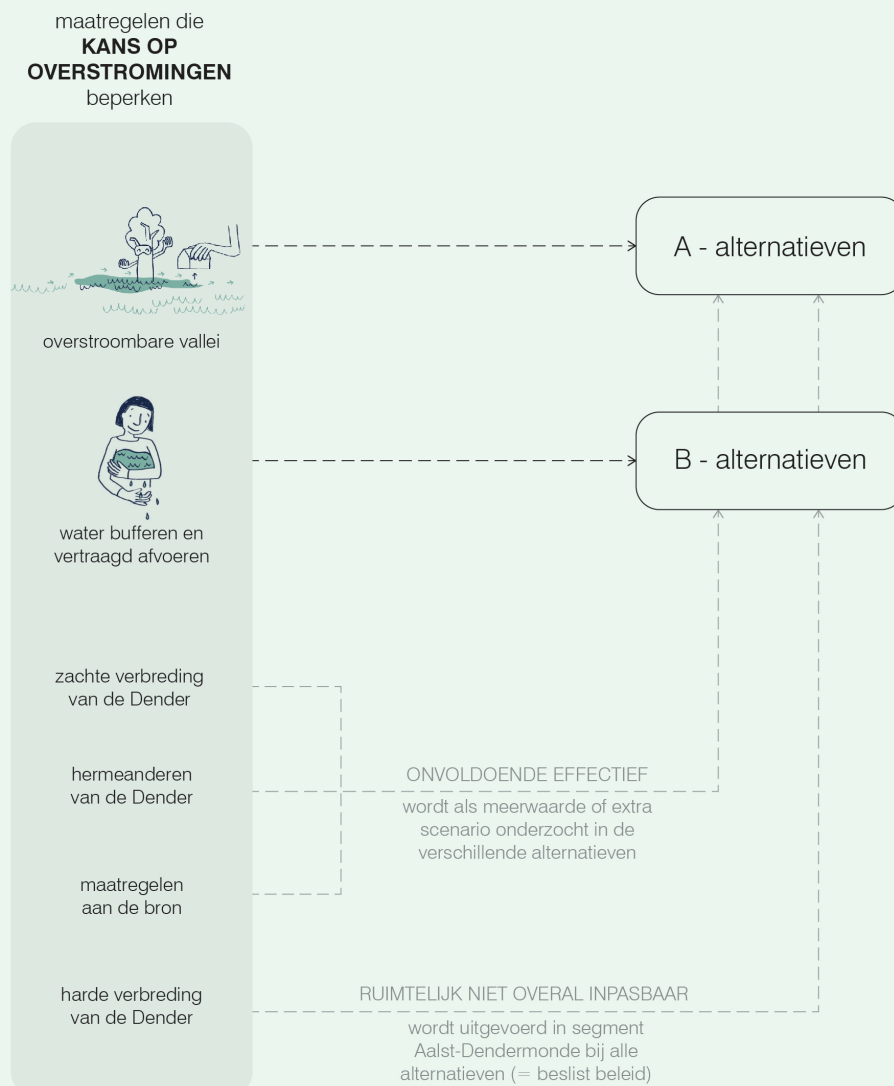 maatregelen die
KANS OP
OVERSTROMINGEN
beperken
overstroombare vallei
A - alternatieven
water bufferen en
vertraagd afvoeren
B - alternatieven
zachte verbreding
van de Dender
hermeanderen
van de Dender
maatregelen
aan de bron
ONVOLDOENDE EFFECTIEF
wordt als meerwaarde of extra
scenario onderzocht in de
verschillende alternatieven
harde verbreding
van de Dender
RUIMTELIJK NIET OVERAL INPASBAAR
wordt uitgevoerd in segment
Aalst-Dendermonde bij alle
alternatieven (= beslist beleid)